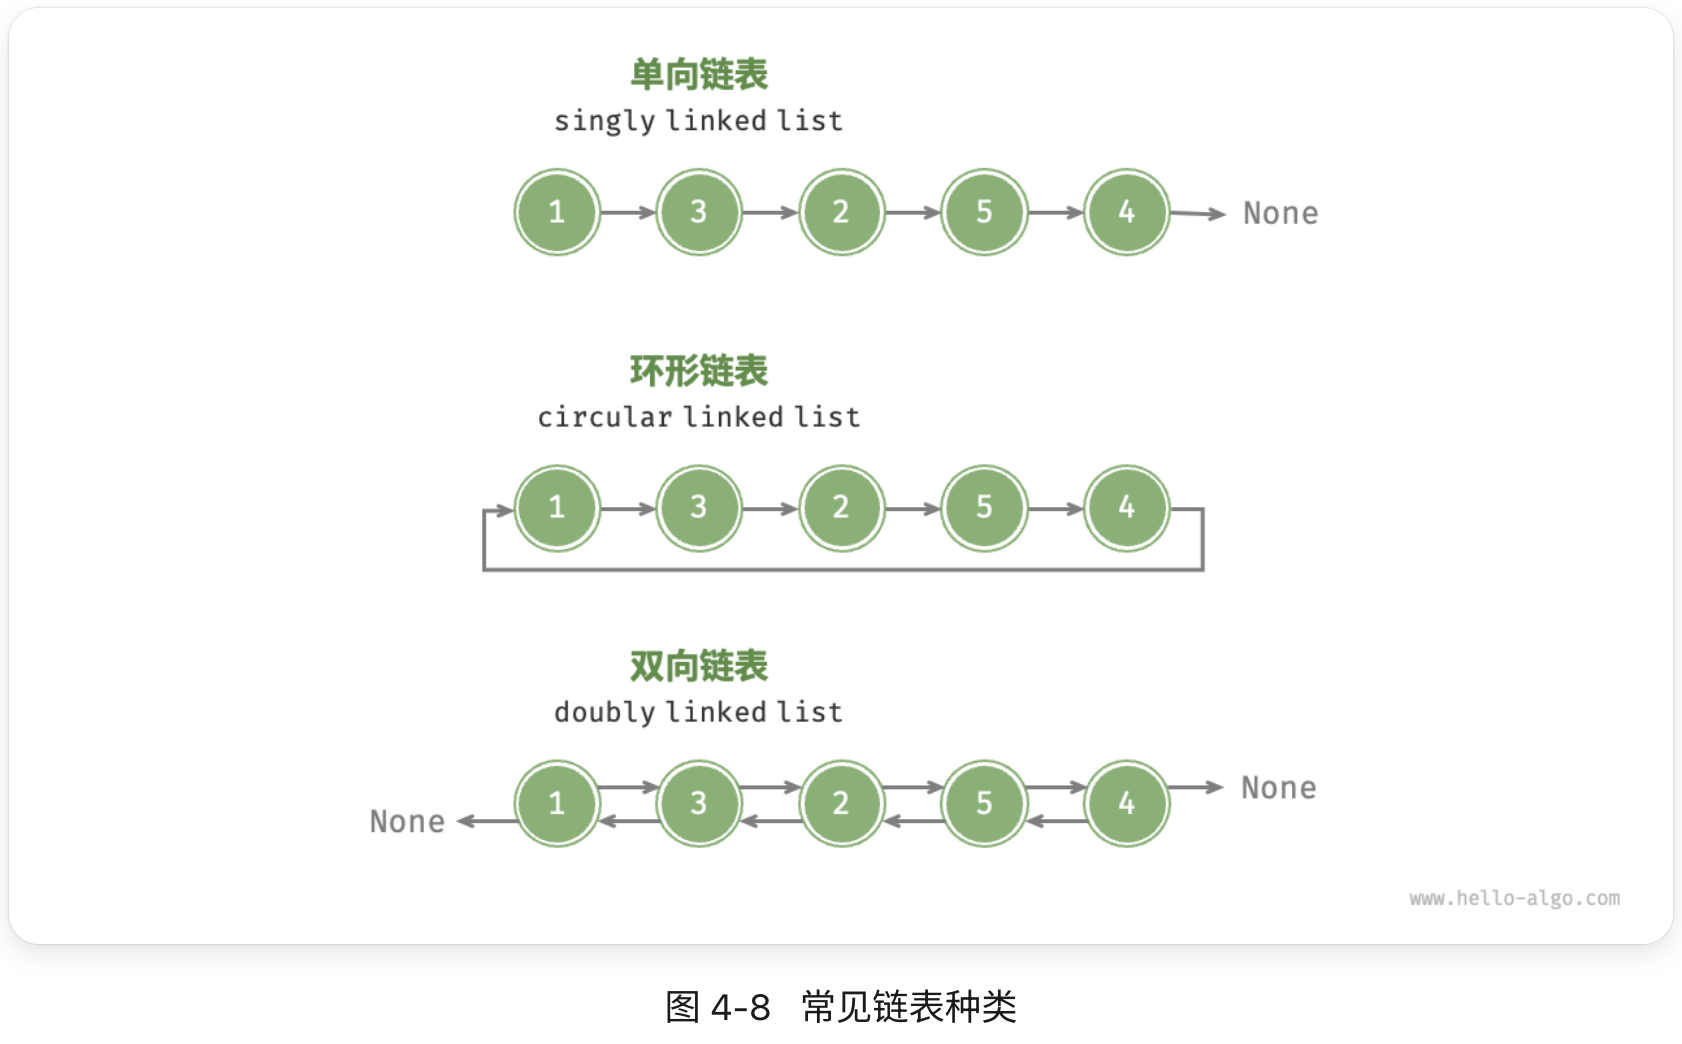 单向链表
singly linked list
1 3 2 5 4 None
环形链表
circular linked list
1 3 2 5 4
双向链表
doubly linked list
None 1 3 2 5 4 None
www.hello-algo.com
图 4-8 常见链表种类